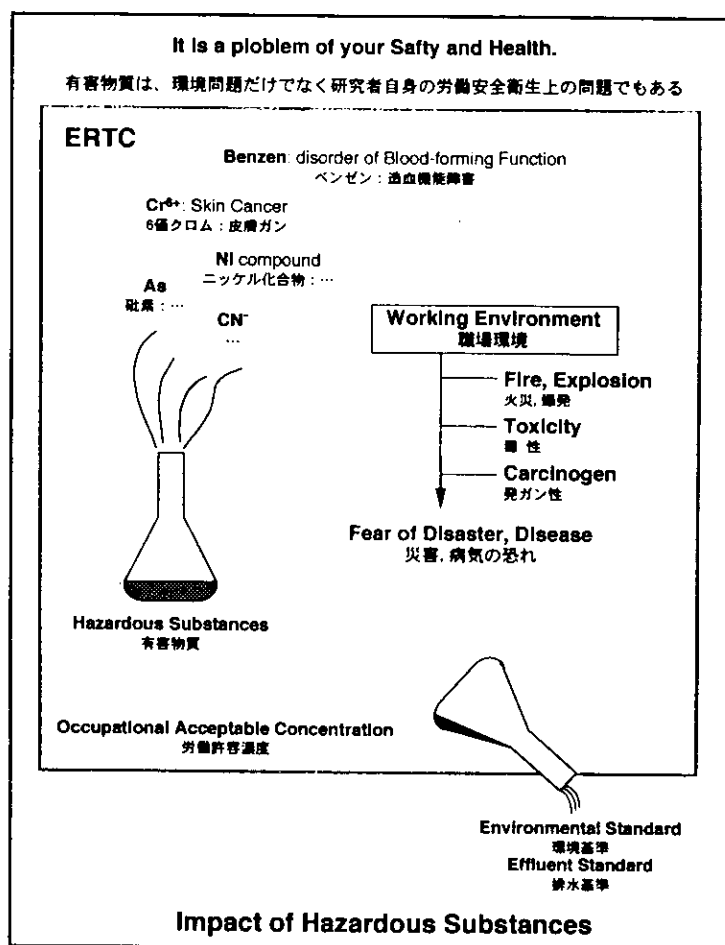 It is a ploblem of your Safty and Health.
有害物質は、環境問題だけでなく研究者自身の労働安全衛生上の問題でもある
ERTC
Benzen: disorder of Blood-forming Function
ベンゼン：造血機能障害
Cr6+: Skin Cancer
6価クロム：皮膚ガン
Ni compound
ニッケル化合物：…
As
砒素：…
CN⁻
…
Working Environment
職場環境
Fire, Explosion
火災, 爆発
Toxicity
毒 性
Carcinogen
発ガン性
Fear of Disaster, Disease
災害, 病気の恐れ
Hazardous Substances
有害物質
Occupational Acceptable Concentration
労働許容濃度
Environmental Standard
環境基準
Effluent Standard
排水基準
Impact of Hazardous Substances